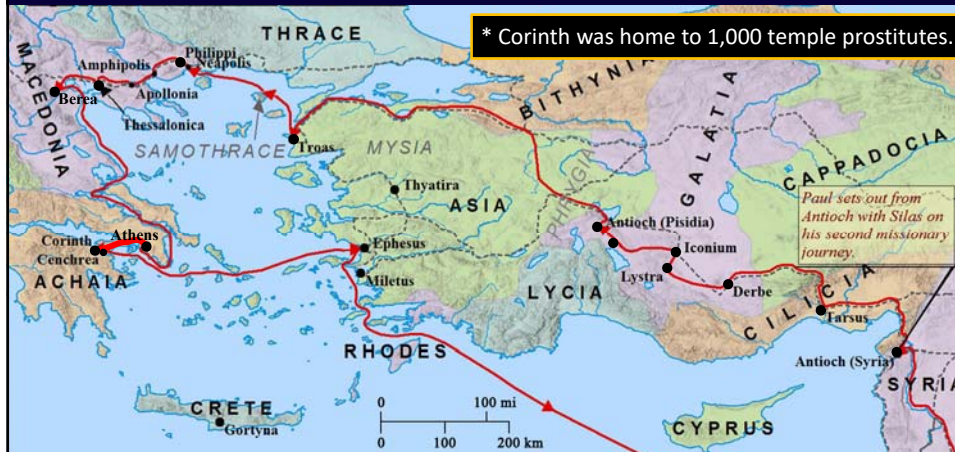 * Corinth was home to 1,000 temple prostitutes.
THRACE
MACEDONIA
Philippi
Neapolis
Amphipolis
Apollonia
Berea
Thessalonica
SAMOTHRACE
Troas
MYSIA
BITHYNIA
GALATIA
CAPPADOCIA
PHRYGIA
Thyatira
ASIA
Paul sets out from
Antioch with Silas on
his second missionary
journey.
Antioch (Pisidia)
Iconium
Lystra
Derbe
Athens
Corinth
Cenchrea
ACHAIA
Ephesus
Miletus
LYCIA
CILICIA
Tarsus
Antioch (Syria)
SYRIA
RHODES
CRETE
Gortyna
0 100 mi
0 100 200 km
CYPRUS